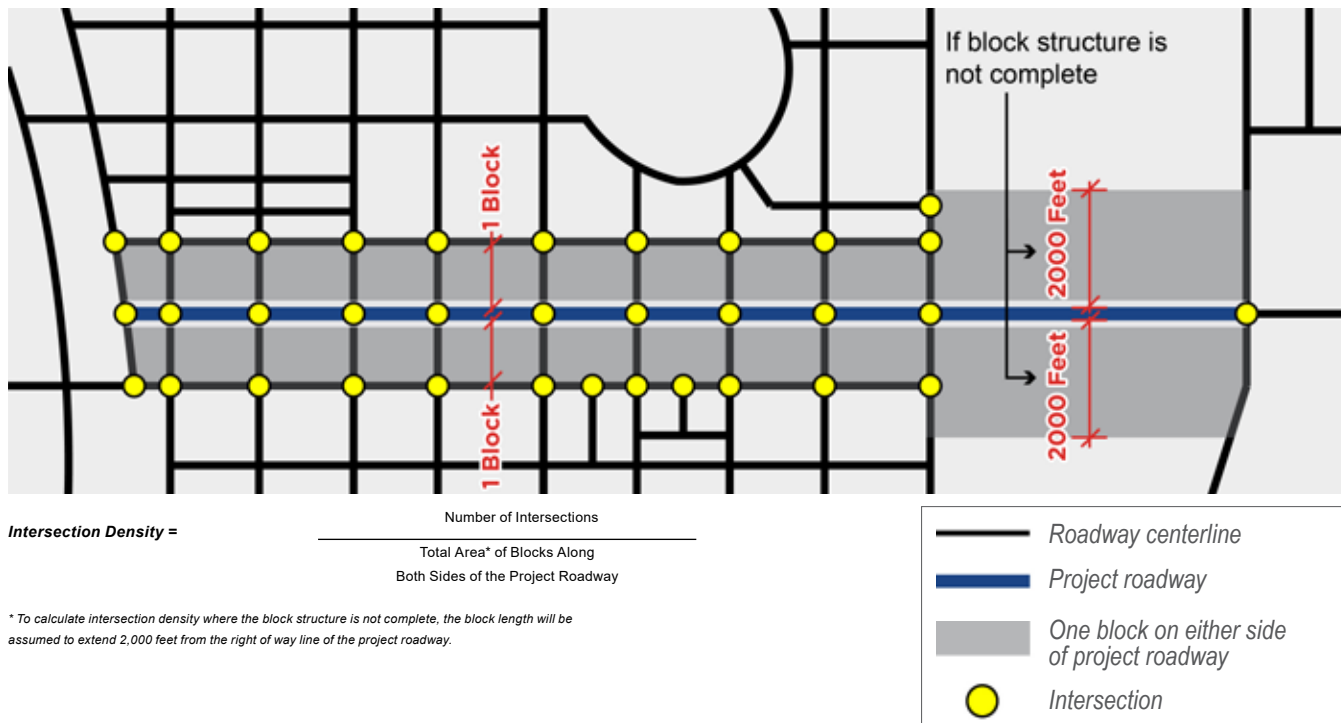 If block structure is
not complete
1 Block
1 Block
2000 Feet
2000 Feet
Intersection Density =
Number of Intersections
Total Area* of Blocks Along
Both Sides of the Project Roadway
* To calculate intersection density where the block structure is not complete, the block length will be
assumed to extend 2,000 feet from the right of way line of the project roadway.
Roadway centerline
Project roadway
One block on either side
of project roadway
Intersection